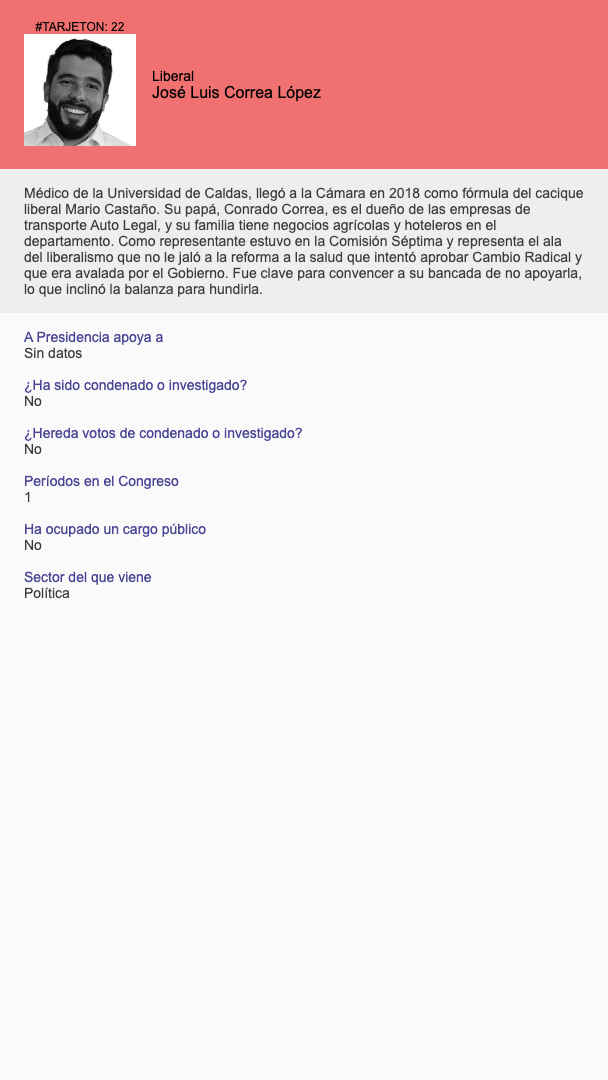 #TARJETON: 22
Liberal
José Luis Correa López
Médico de la Universidad de Caldas, llegó a la Cámara en 2018 como fórmula del cacique
liberal Mario Castaño. Su papá, Conrado Correa, es el dueño de las empresas de
transporte Auto Legal, y su familia tiene negocios agrícolas y hoteleros en el
departamento. Como representante estuvo en la Comisión Séptima y representa el ala
del liberalismo que no le jaló a la reforma a la salud que intentó aprobar Cambio Radical y
que era avalada por el Gobierno. Fue clave para convencer a su bancada de no apoyarla,
lo que inclinó la balanza para hundirla.
A Presidencia apoya a
Sin datos
¿Ha sido condenado o investigado?
No
¿Hereda votos de condenado o investigado?
No
Períodos en el Congreso
1
Ha ocupado un cargo público
No
Sector del que viene
Política